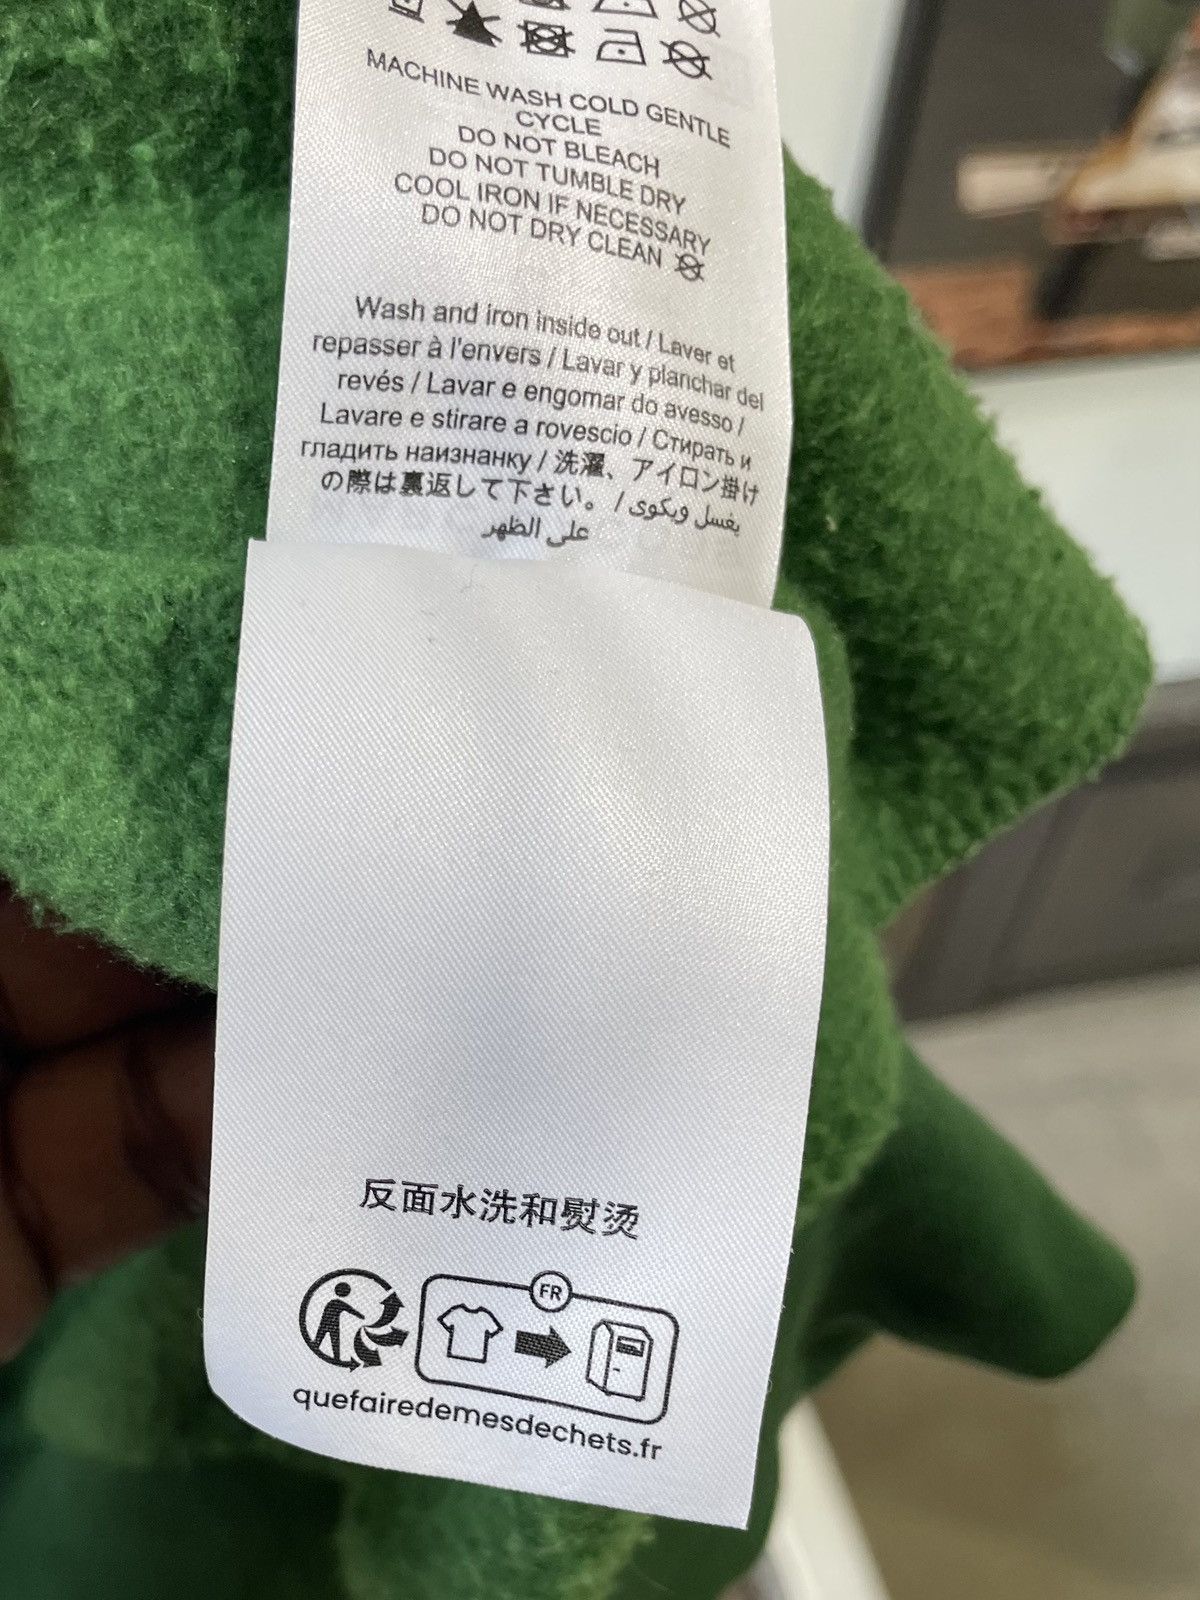 MACHINE WASH COLD GENTLE
CYCLE
DO NOT BLEACH
DO NOT TUMBLE DRY
COOL IRON IF NECESSARY
DO NOT DRY CLEAN
Wash and iron inside out / Laver et
repasser à l'envers / Lavar y planchar del
revés / Lavar e engomar do avesso /
Lavare e stirare a rovescio / Стирать и
гладить наизнанку / 洗濯、アイロン掛け
の際は裏返して下さい。 / يغسل ويكوى
على الظهر
反面水洗和熨烫
FR
quefairedemesdechets.fr